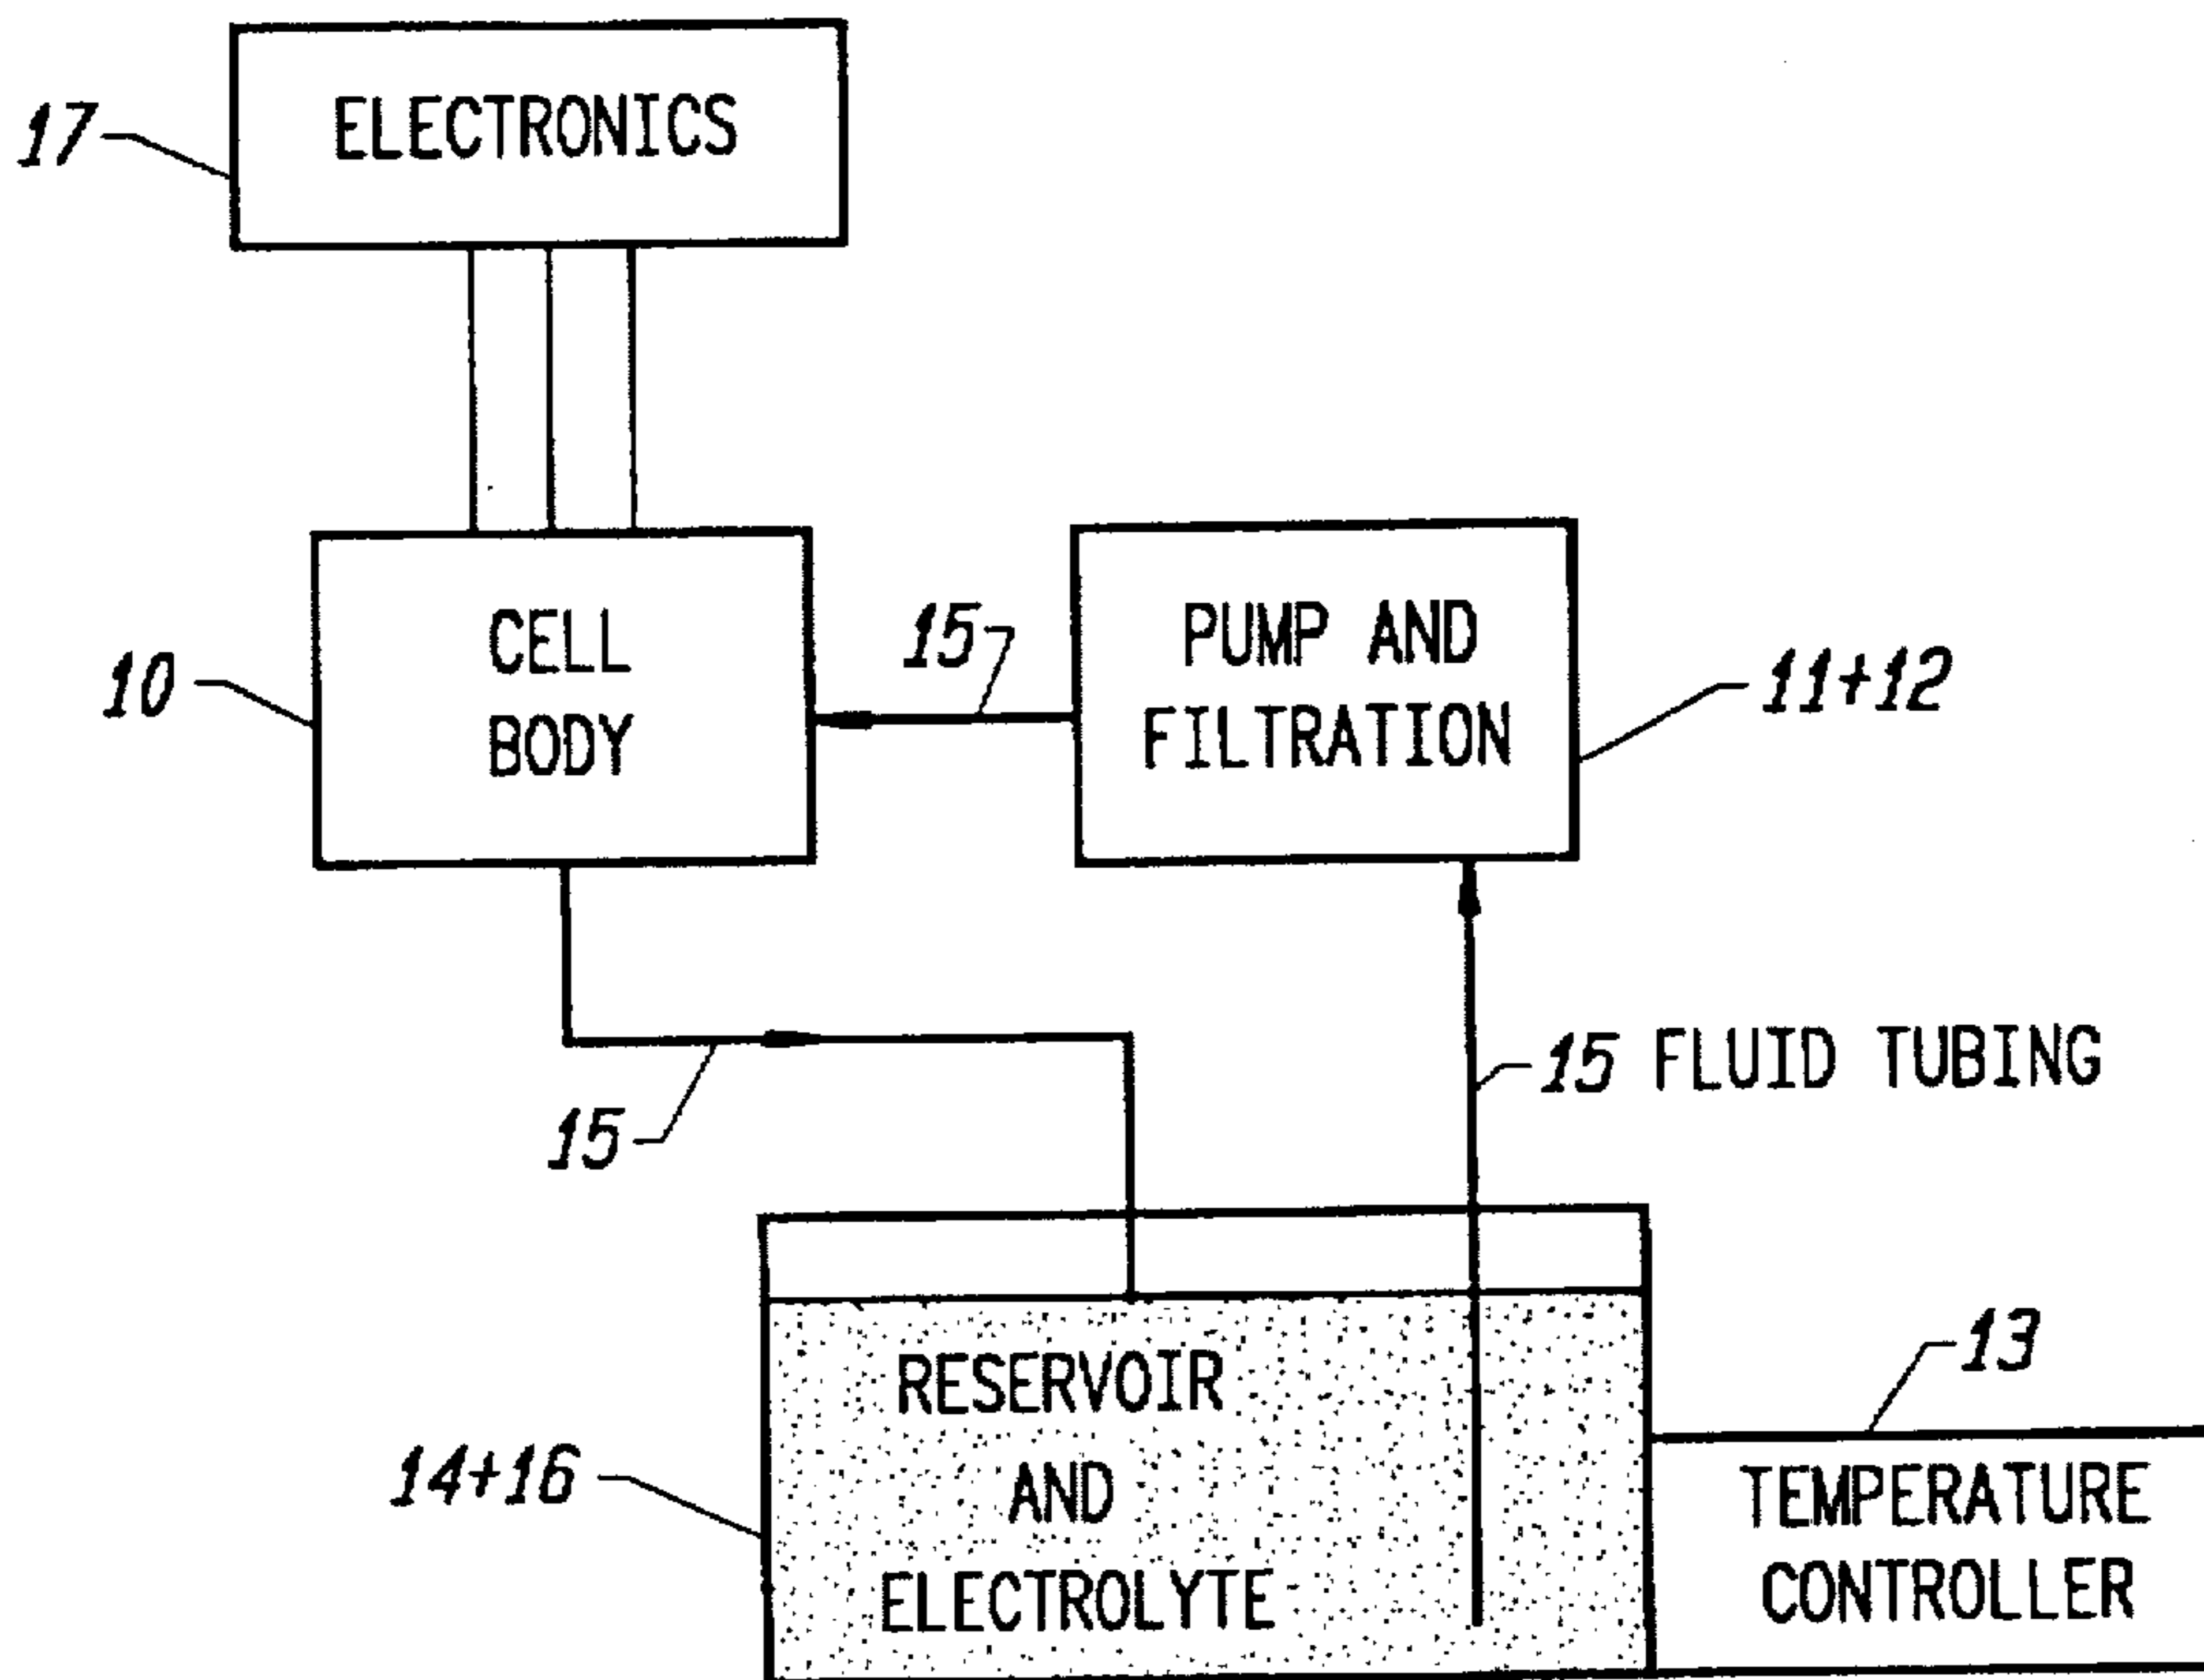 ELECTRONICS
17
CELL
BODY
10
15
PUMP AND
FILTRATION
11+12
15 FLUID TUBING
15
RESERVOIR
AND
ELECTROLYTE
14+16
13
TEMPERATURE
CONTROLLER